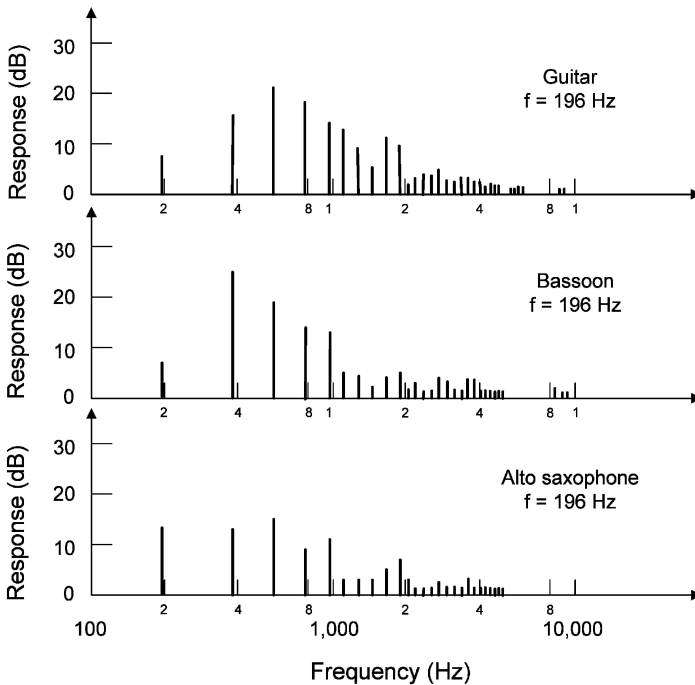 Response (dB)
30
20
10
0
Guitar
f = 196 Hz
2 4 8 1 2 4 8 1
Response (dB)
30
20
10
0
Bassoon
f = 196 Hz
2 4 8 1 2 4 8 1
Response (dB)
30
20
10
0
Alto saxophone
f = 196 Hz
2 4 8 2 4 8
100 1,000 10,000
Frequency (Hz)